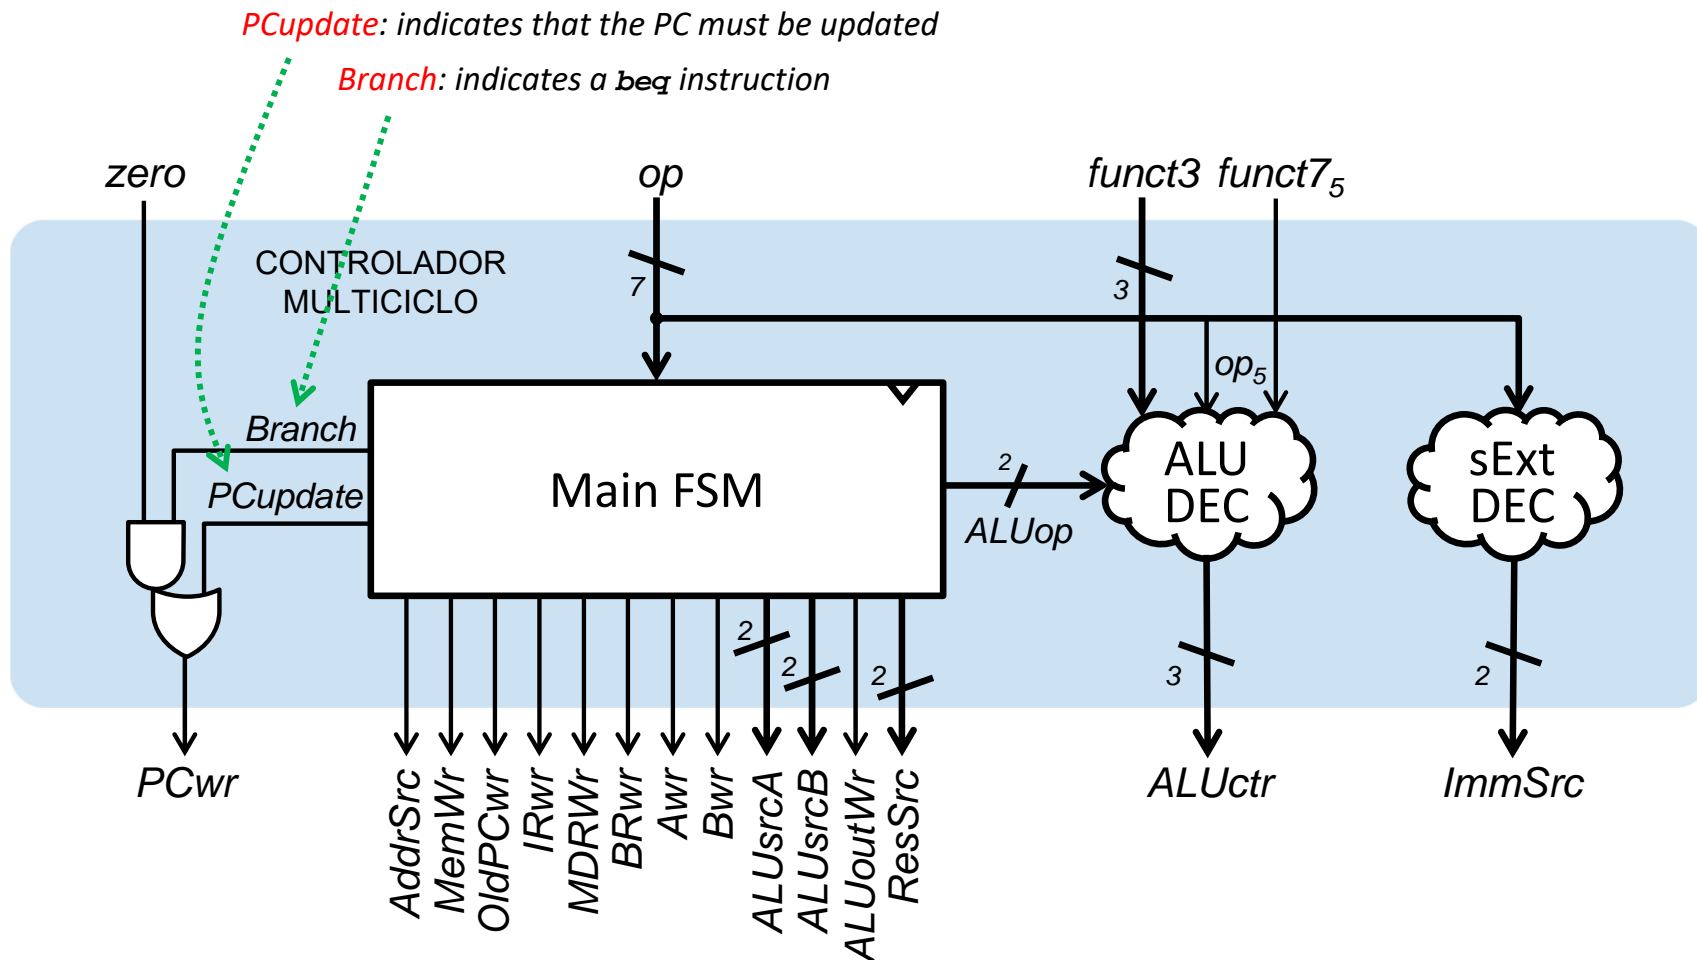 PCupdate: indicates that the PC must be updated
Branch: indicates a beq instruction
zero
op
funct3
funct7₅
CONTROLADOR
MULTICICLO
7
3
op₅
Branch
PCupdate
Main FSM
2
ALUop
ALU
DEC
sExt
DEC
2
2
2
3
2
PCwr
AddrSrc
MemWr
OldPCwr
IRwr
MDRWr
BRwr
Awr
Bwr
ALUsrcA
ALUsrcB
ALUoutWr
ResSrc
ALUctr
ImmSrc